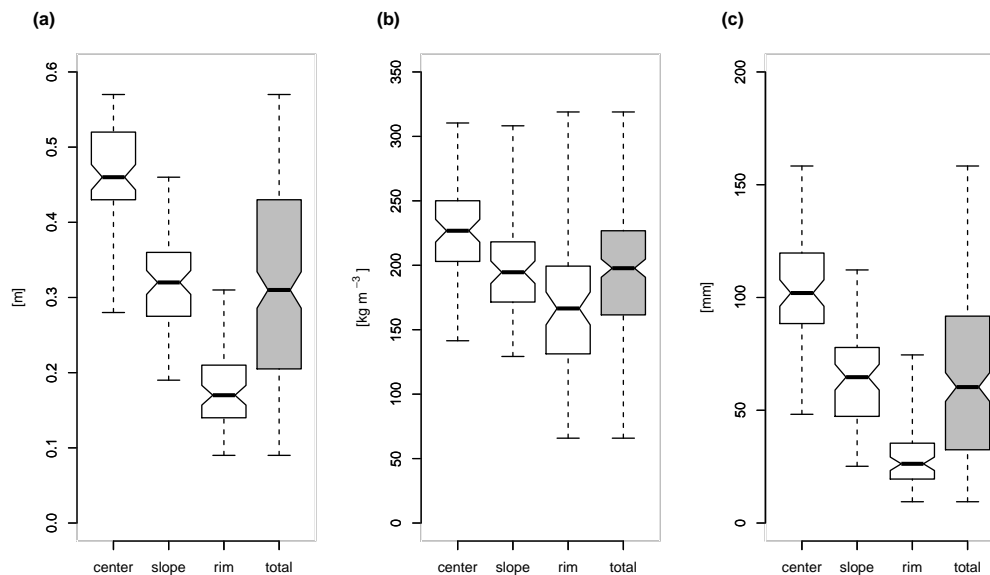 (a)
[m]
0.0 0.1 0.2 0.3 0.4 0.5 0.6
center slope rim total
(b)
[kg m⁻³ ]
0 50 100 150 200 250 300 350
center slope rim total
(c)
[mm]
0 50 100 150 200
center slope rim total